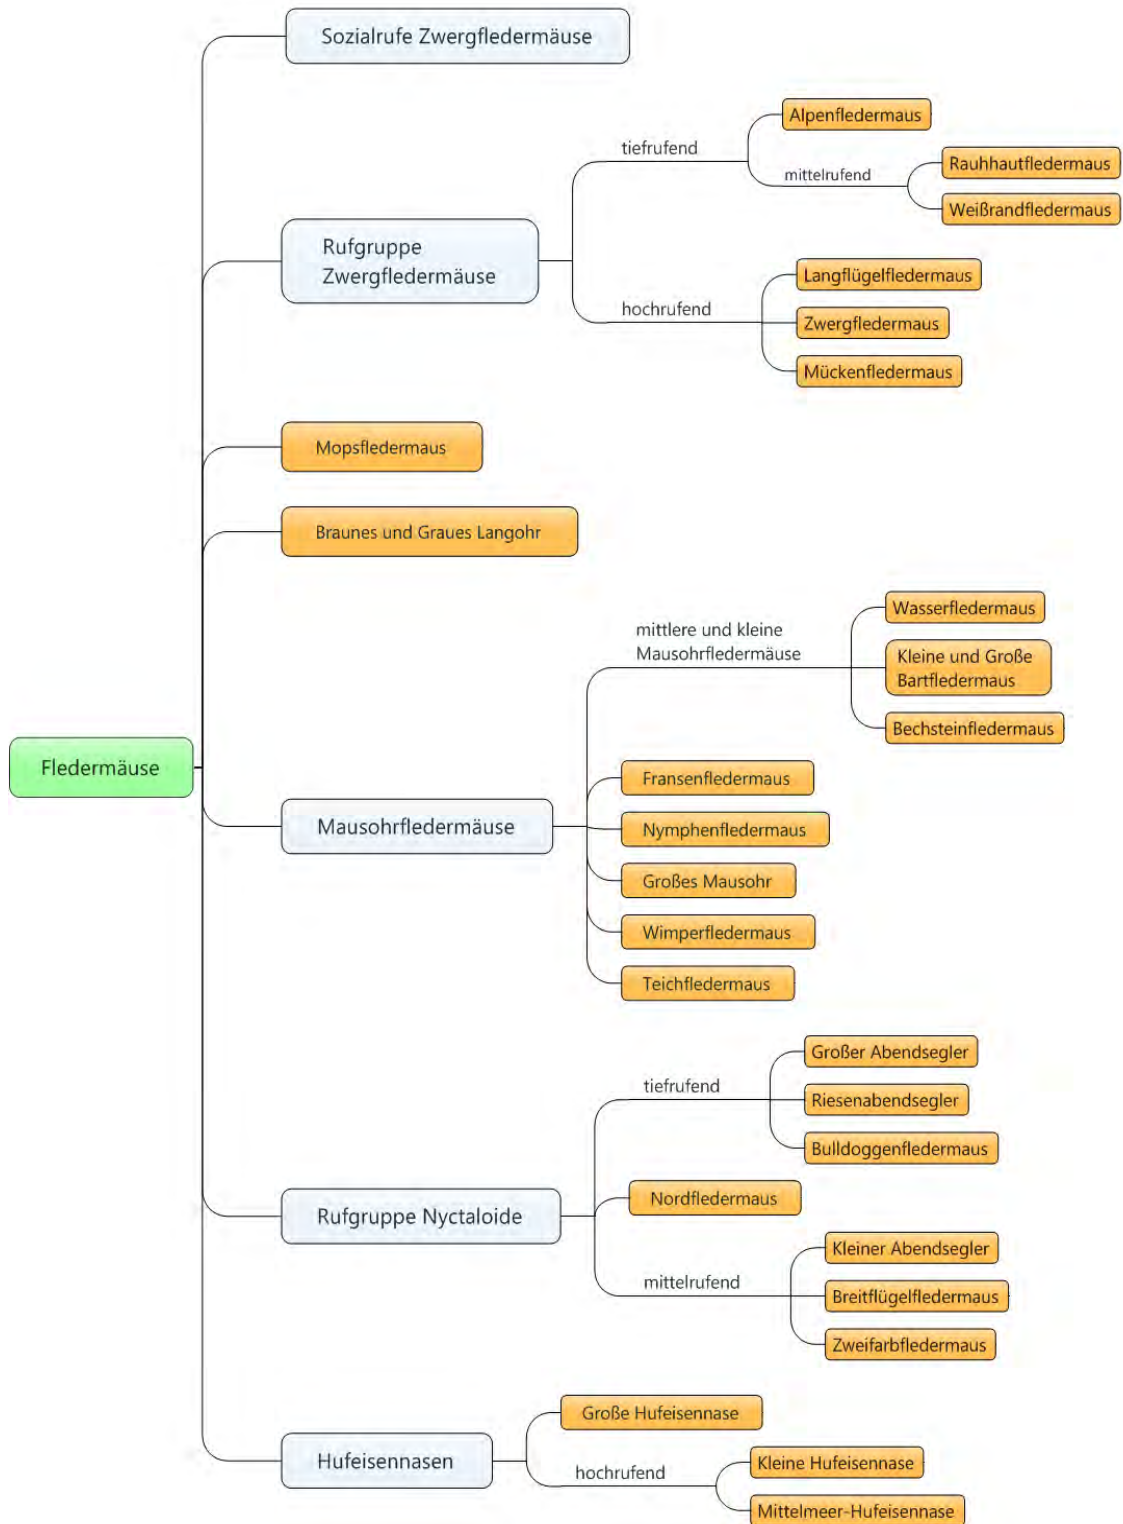 Sozialrufe Zwergfledermäuse
Alpenfledermaus
tiefrufend
mittelrufend
Rauhhautfledermaus
Weißrandfledermaus
Rufgruppe
Zwergfledermäuse
Langflügelfledermaus
hochrufend
Zwergfledermaus
Mückenfledermaus
Mopsfledermaus
Braunes und Graues Langohr
Wasserfledermaus
mittlere und kleine
Mausohrfledermäuse
Kleine und Große
Bartfledermaus
Bechsteinfledermaus
Fledermäuse
Fransenfledermaus
Mausohrfledermäuse
Nymphenfledermaus
Großes Mausohr
Wimperfledermaus
Teichfledermaus
Großer Abendsegler
tiefrufend
Riesenabendsegler
Bulldoggenfledermaus
Nordfledermaus
Rufgruppe Nyctaloide
Kleiner Abendsegler
mittelrufend
Breitflügelfledermaus
Zweifarbfledermaus
Große Hufeisennase
Hufeisennasen
hochrufend
Kleine Hufeisennase
Mittelmeer-Hufeisennase